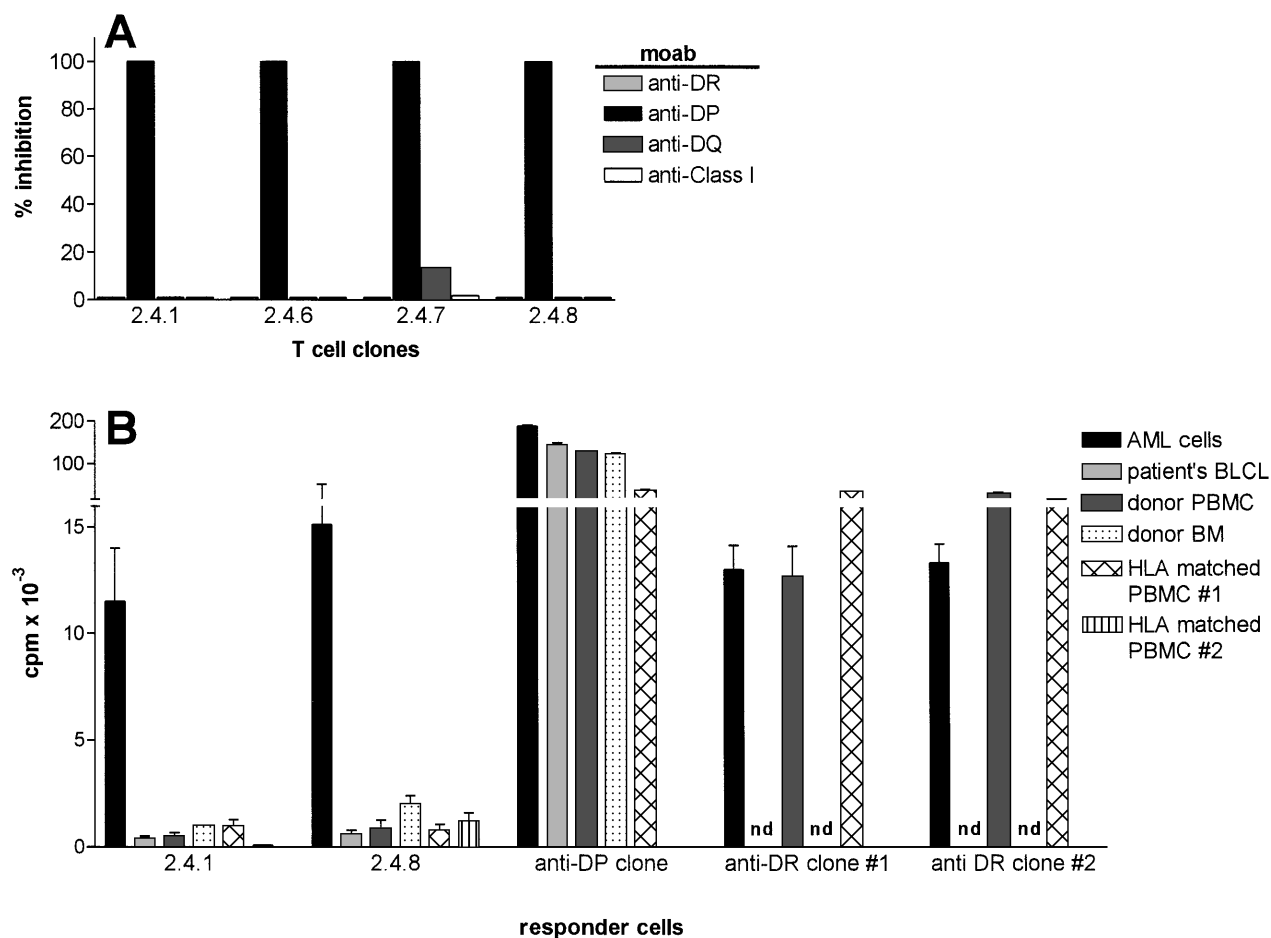 A
moab
anti-DR
anti-DP
anti-DQ
anti-Class I
% inhibition
100
80
60
40
20
0
2.4.1 2.4.6 2.4.7 2.4.8
T cell clones
B
200
100
15
10
5
0
cpm x 10⁻³
AML cells
patient's BLCL
donor PBMC
donor BM
HLA matched
PBMC #1
HLA matched
PBMC #2
nd nd nd nd
2.4.1 2.4.8 anti-DP clone anti-DR clone #1 anti DR clone #2
responder cells